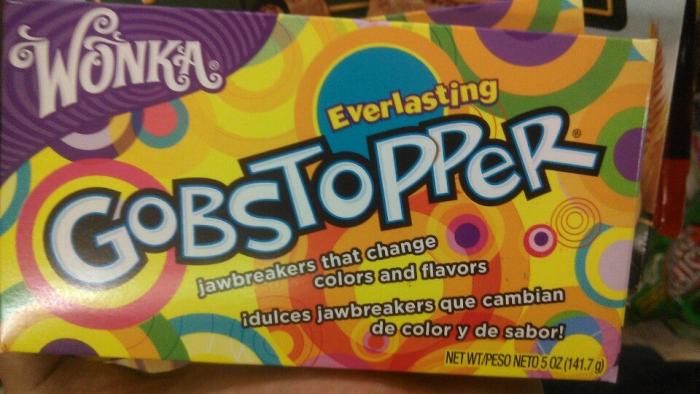 WONKA®
Everlasting
GOBSTOPPER®
jawbreakers that change
colors and flavors
¡dulces jawbreakers que cambian
de color y de sabor!
NET WT/PESO NETO 5 OZ (141.7 g)